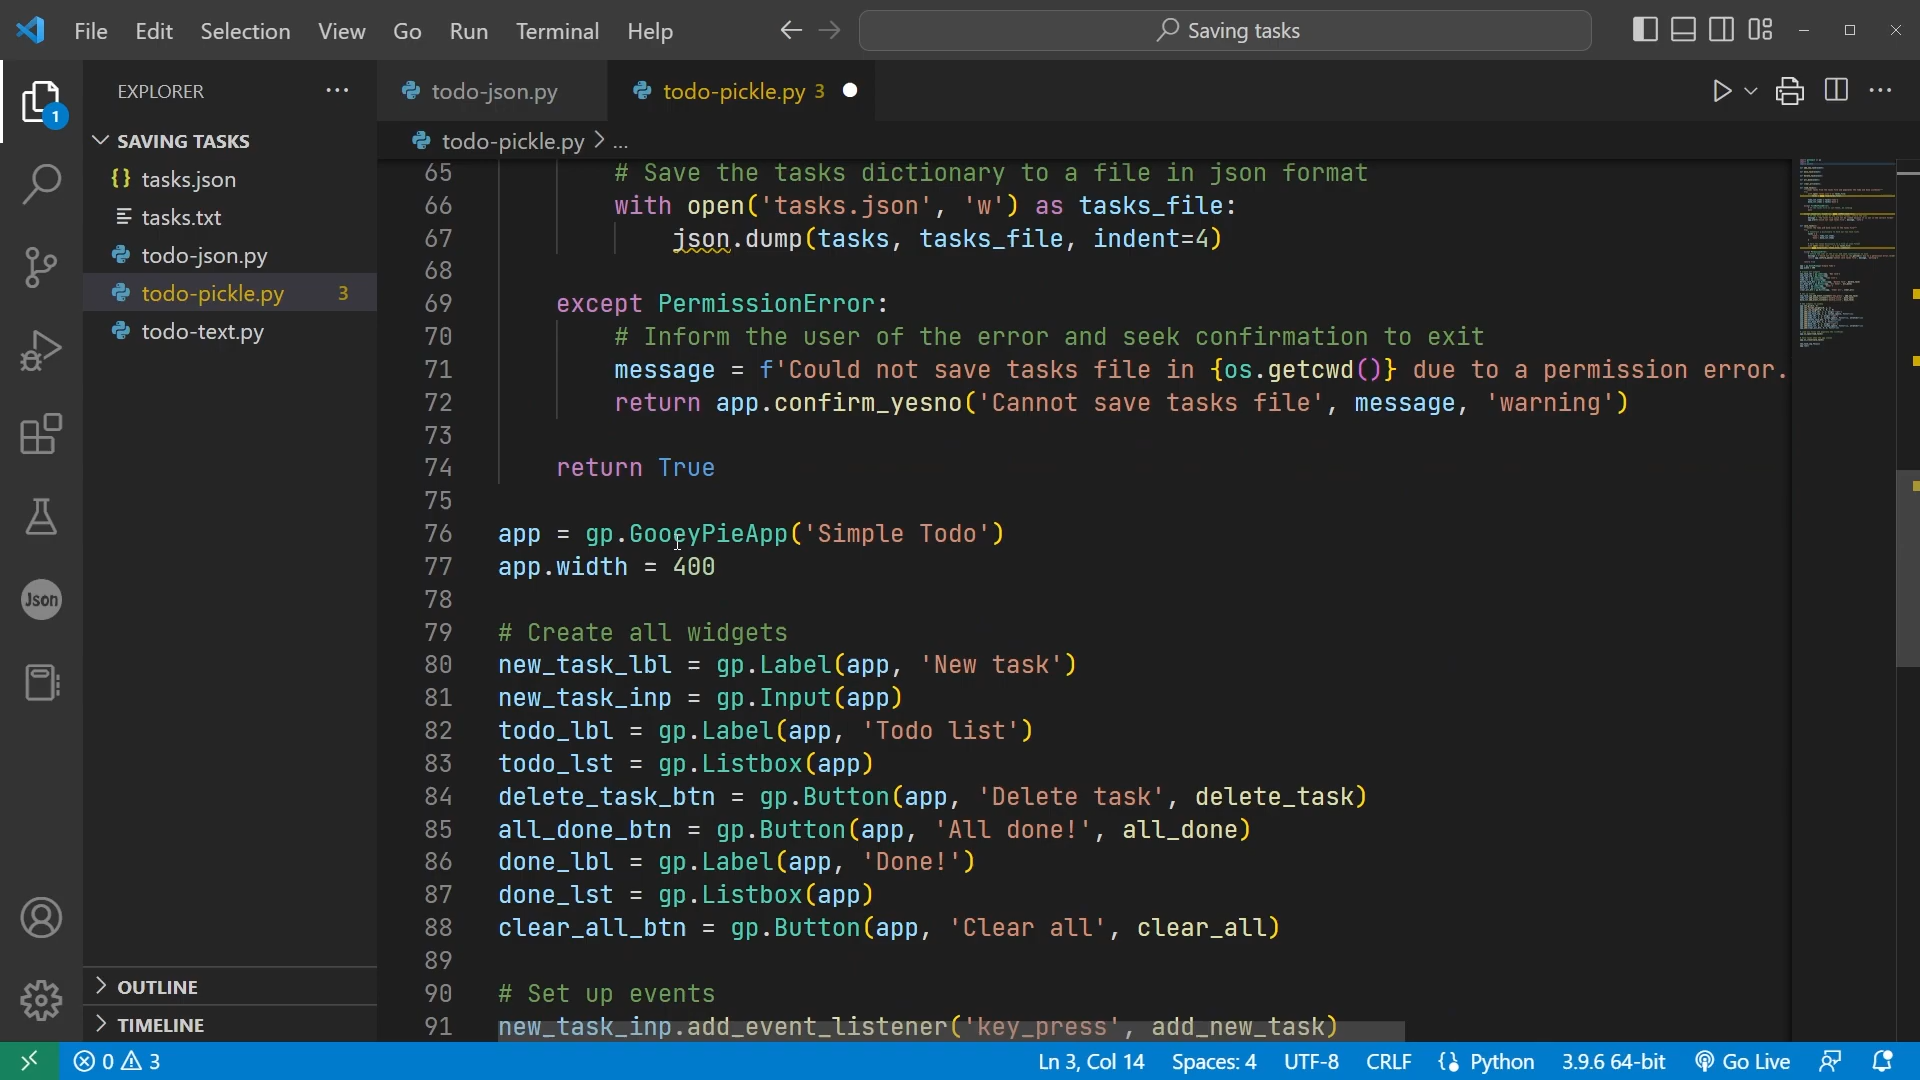 File Edit Selection View Go Run Terminal Help
Saving tasks
1
EXPLORER
SAVING TASKS
tasks.json
tasks.txt
todo-json.py
todo-pickle.py 3
todo-text.py
Json
OUTLINE
TIMELINE
todo-json.py
todo-pickle.py 3
todo-pickle.py > ...
65 # Save the tasks dictionary to a file in json format
66 with open('tasks.json', 'w') as tasks_file:
67 json.dump(tasks, tasks_file, indent=4)
68
69 except PermissionError:
70 # Inform the user of the error and seek confirmation to exit
71 message = f'Could not save tasks file in {os.getcwd()} due to a permission error.
72 return app.confirm_yesno('Cannot save tasks file', message, 'warning')
73
74 return True
75
76 app = gp.GooeyPieApp('Simple Todo')
77 app.width = 400
78
79 # Create all widgets
80 new_task_lbl = gp.Label(app, 'New task')
81 new_task_inp = gp.Input(app)
82 todo_lbl = gp.Label(app, 'Todo list')
83 todo_lst = gp.Listbox(app)
84 delete_task_btn = gp.Button(app, 'Delete task', delete_task)
85 all_done_btn = gp.Button(app, 'All done!', all_done)
86 done_lbl = gp.Label(app, 'Done!')
87 done_lst = gp.Listbox(app)
88 clear_all_btn = gp.Button(app, 'Clear all', clear_all)
89
90 # Set up events
91 new_task_inp.add_event_listener('key_press', add_new_task)
0 3
Ln 3, Col 14 Spaces: 4 UTF-8 CRLF {} Python 3.9.6 64-bit Go Live